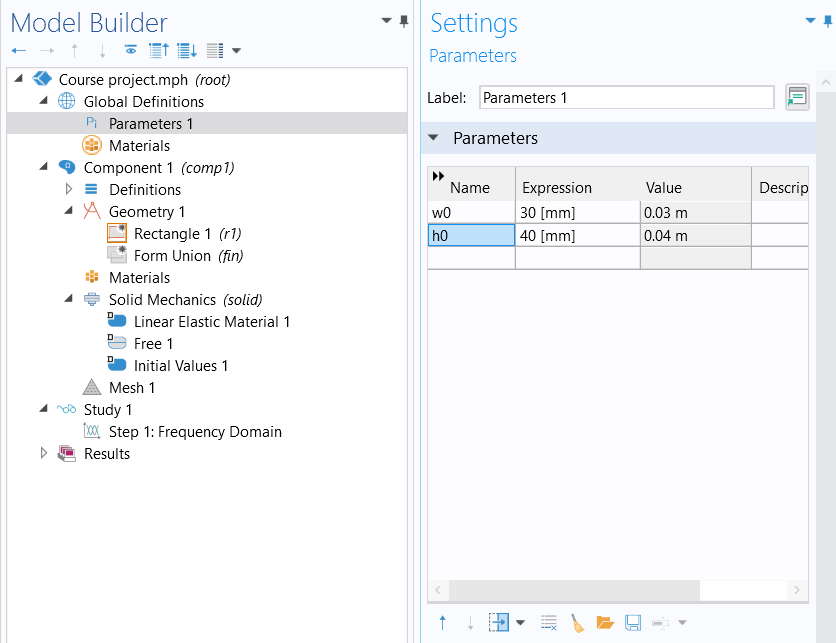 Model Builder
Course project.mph (root)
Global Definitions
Pi Parameters 1
Materials
Component 1 (comp1)
Definitions
Geometry 1
Rectangle 1 (r1)
Form Union (fin)
Materials
Solid Mechanics (solid)
D Linear Elastic Material 1
D Free 1
D Initial Values 1
Mesh 1
Study 1
Step 1: Frequency Domain
Results
Settings
Parameters
Label: Parameters 1
Parameters
Name Expression Value Descrip
w0 30 [mm] 0.03 m
h0 40 [mm] 0.04 m